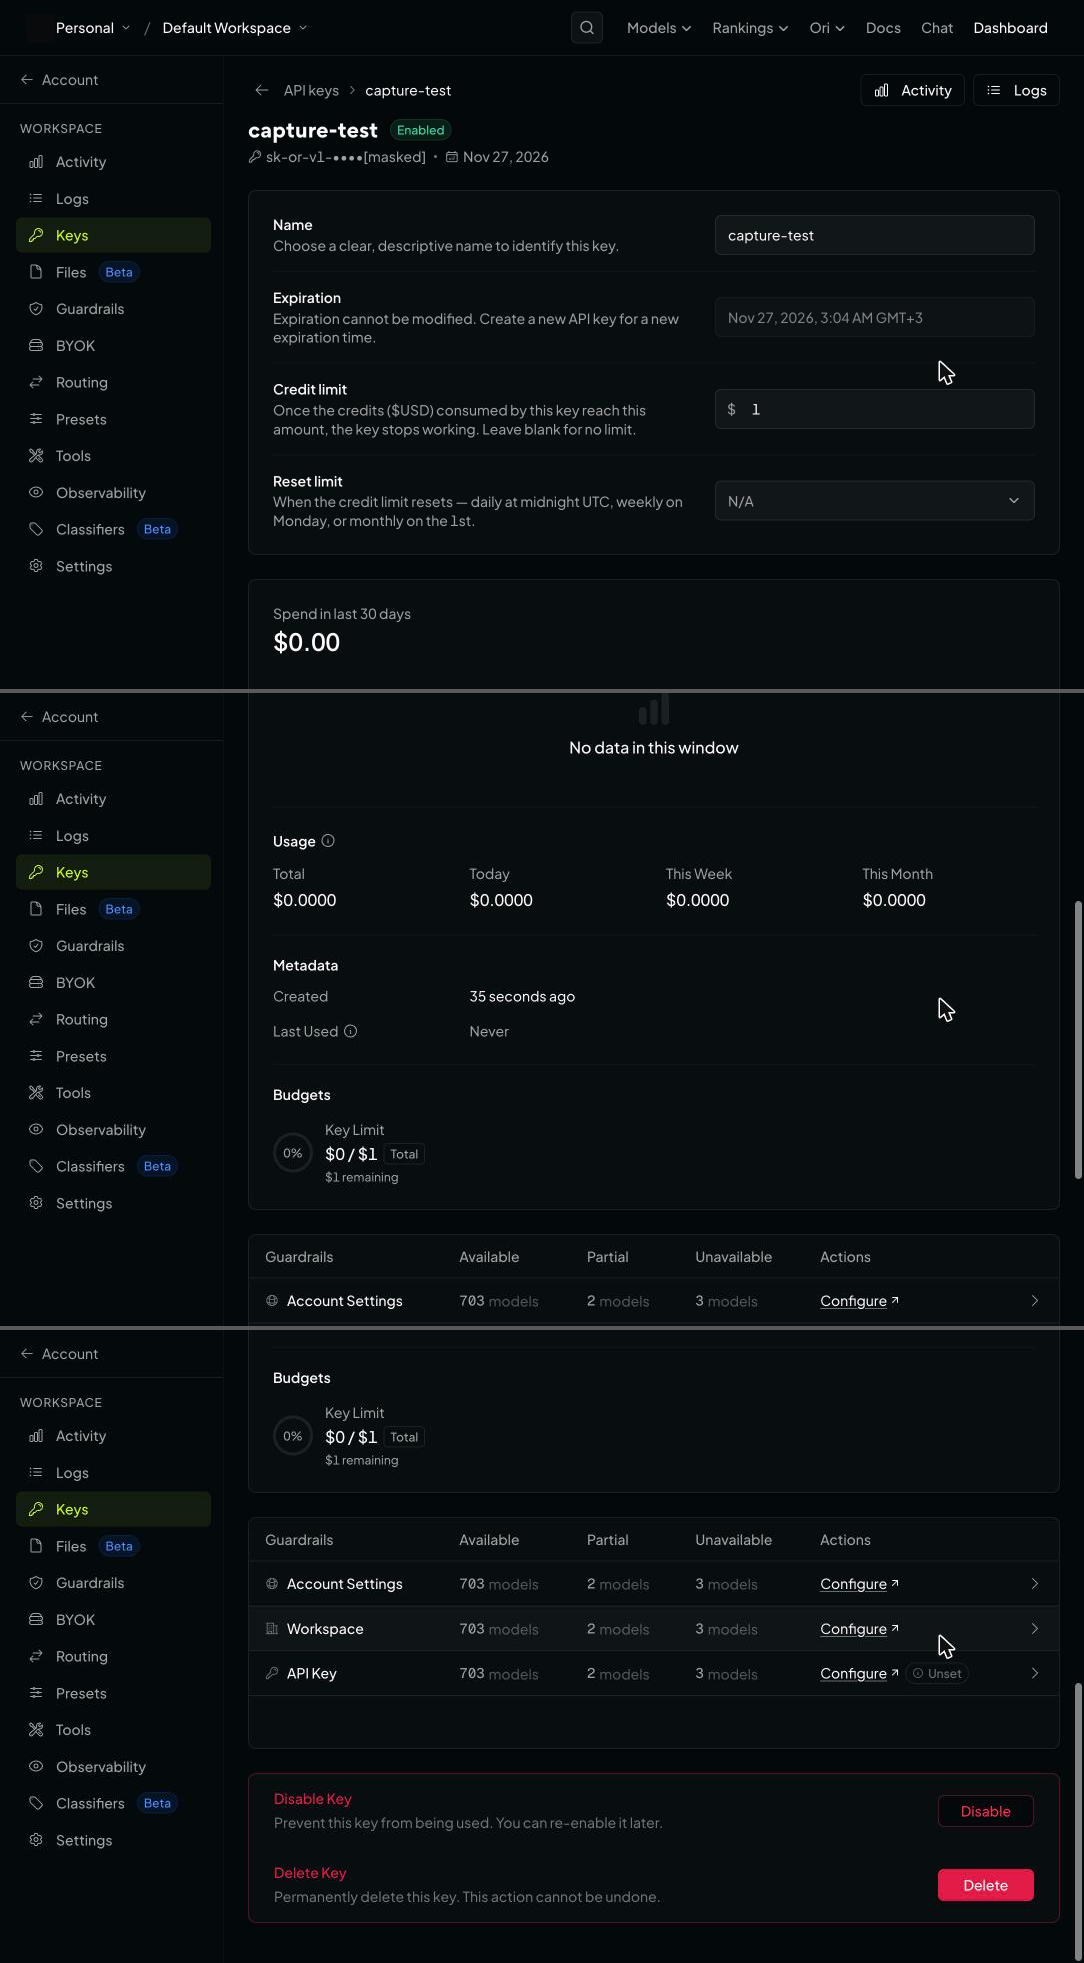 Personal / Default Workspace Models Rankings Ori Docs Chat Dashboard
Account
API keys > capture-test Activity Logs
WORKSPACE
Activity
Logs
Keys
Files Beta
Guardrails
BYOK
Routing
Presets
Tools
Observability
Classifiers Beta
Settings
capture-test Enabled
sk-or-v1-••••[masked] • Nov 27, 2026
Name
Choose a clear, descriptive name to identify this key.
capture-test
Expiration
Expiration cannot be modified. Create a new API key for a new
expiration time.
Nov 27, 2026, 3:04 AM GMT+3
Credit limit
Once the credits ($USD) consumed by this key reach this
amount, the key stops working. Leave blank for no limit.
$ 1
Reset limit
When the credit limit resets — daily at midnight UTC, weekly on
Monday, or monthly on the 1st.
N/A
Spend in last 30 days
$0.00
Account
WORKSPACE
Activity
Logs
Keys
Files Beta
Guardrails
BYOK
Routing
Presets
Tools
Observability
Classifiers Beta
Settings
No data in this window
Usage
Total Today This Week This Month
$0.0000 $0.0000 $0.0000 $0.0000
Metadata
Created 35 seconds ago
Last Used Never
Budgets
0%
Key Limit
$0 / $1 Total
$1 remaining
Guardrails Available Partial Unavailable Actions
Account Settings 703 models 2 models 3 models Configure
Account
WORKSPACE
Activity
Logs
Keys
Files Beta
Guardrails
BYOK
Routing
Presets
Tools
Observability
Classifiers Beta
Settings
Budgets
0%
Key Limit
$0 / $1 Total
$1 remaining
Guardrails Available Partial Unavailable Actions
Account Settings 703 models 2 models 3 models Configure
Workspace 703 models 2 models 3 models Configure
API Key 703 models 2 models 3 models Configure Unset
Disable Key
Prevent this key from being used. You can re-enable it later.
Disable
Delete Key
Permanently delete this key. This action cannot be undone.
Delete